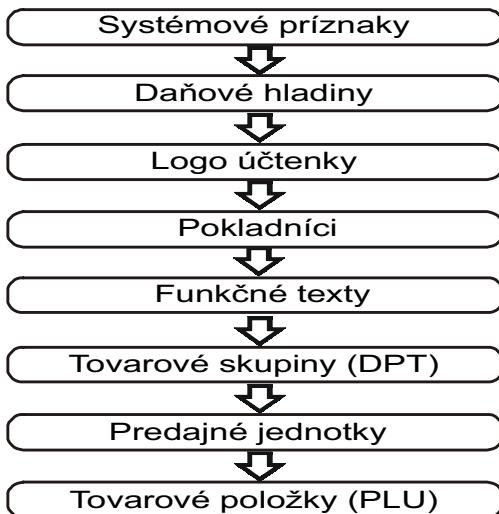 Systémové príznaky
Daňové hladiny
Logo účtenky
Pokladníci
Funkčné texty
Tovarové skupiny (DPT)
Predajné jednotky
Tovarové položky (PLU)